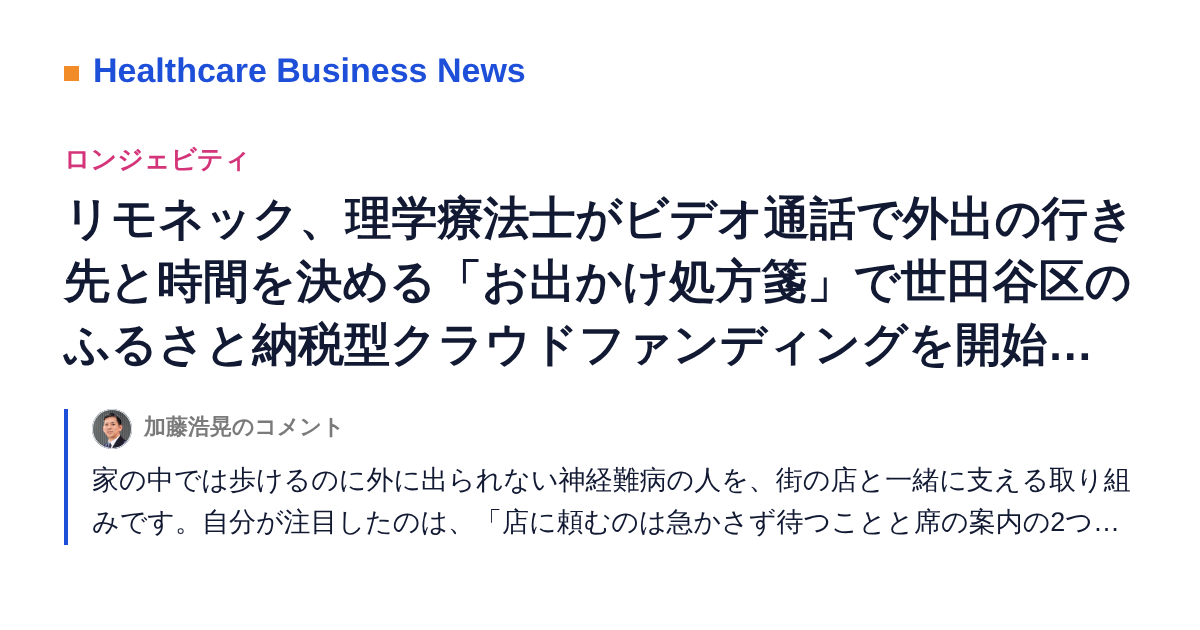 Healthcare Business News
ロンジェビティ
リモネック、理学療法士がビデオ通話で外出の行き
先と時間を決める「お出かけ処方箋」で世田谷区の
ふるさと納税型クラウドファンディングを開始…
加藤浩晃のコメント
家の中では歩けるのに外に出られない神経難病の人を、街の店と一緒に支える取り組
みです。自分が注目したのは、「店に頼むのは急かさず待つことと席の案内の2つ…